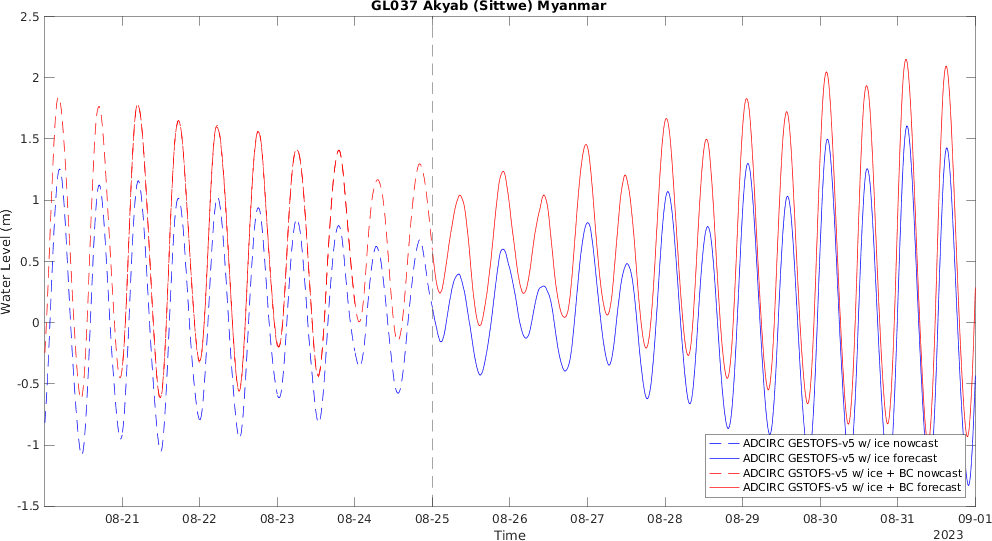 GL037 Akyab (Sittwe) Myanmar
2.5
2
1.5
1
0.5
0
-0.5
-1
-1.5
Water Level (m)
ADCIRC GESTOFS-v5 w/ ice nowcast
ADCIRC GESTOFS-v5 w/ ice forecast
ADCIRC GSTOFS-v5 w/ ice + BC nowcast
ADCIRC GSTOFS-v5 w/ ice + BC forecast
08-21 08-22 08-23 08-24 08-25 08-26 08-27 08-28 08-29 08-30 08-31 09-01
Time
2023